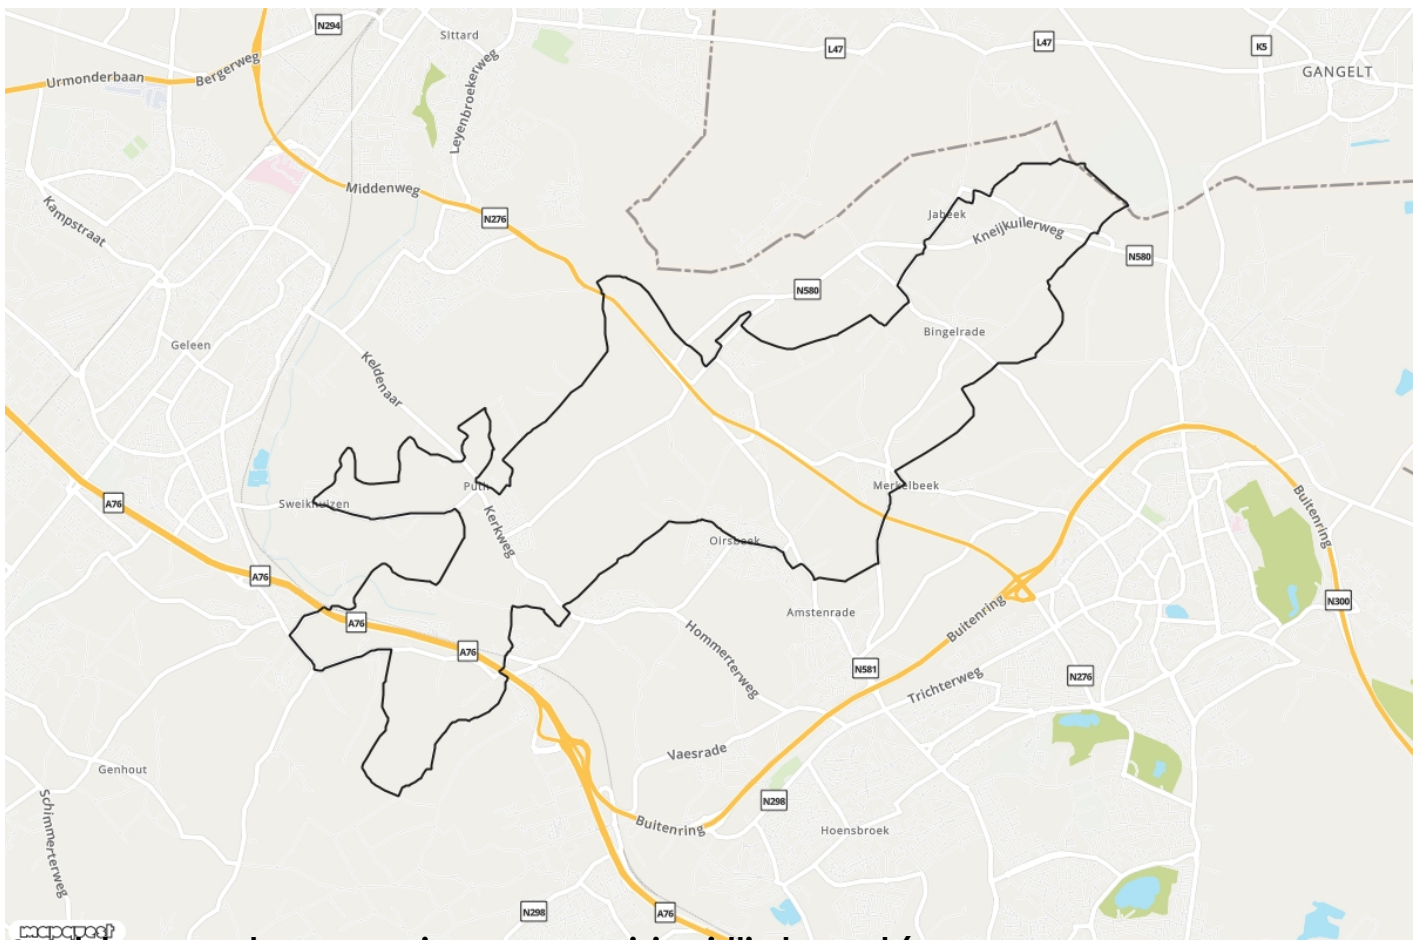 N294
Sittard
L47
L47
K5
GANGELT
Urmonderbaan
Bergerweg
Leyenbroekerweg
Middenweg
N276
Kampstraat
Jabeek
Kneijkuilerweg
N580
N580
Geleen
Bingelrade
Keldenaar
Merkelbeek
A76
Sweikhuizen
Kerkweg
Buitenring
Oirsbeek
A76
N300
Amstenrade
Buitenring
A76
A76
Hommerterweg
N581
Trichterweg
N276
Vaesrade
Genhout
Schimmerterweg
N298
Buitenring
Hoensbroek
N298
A76
mapquest